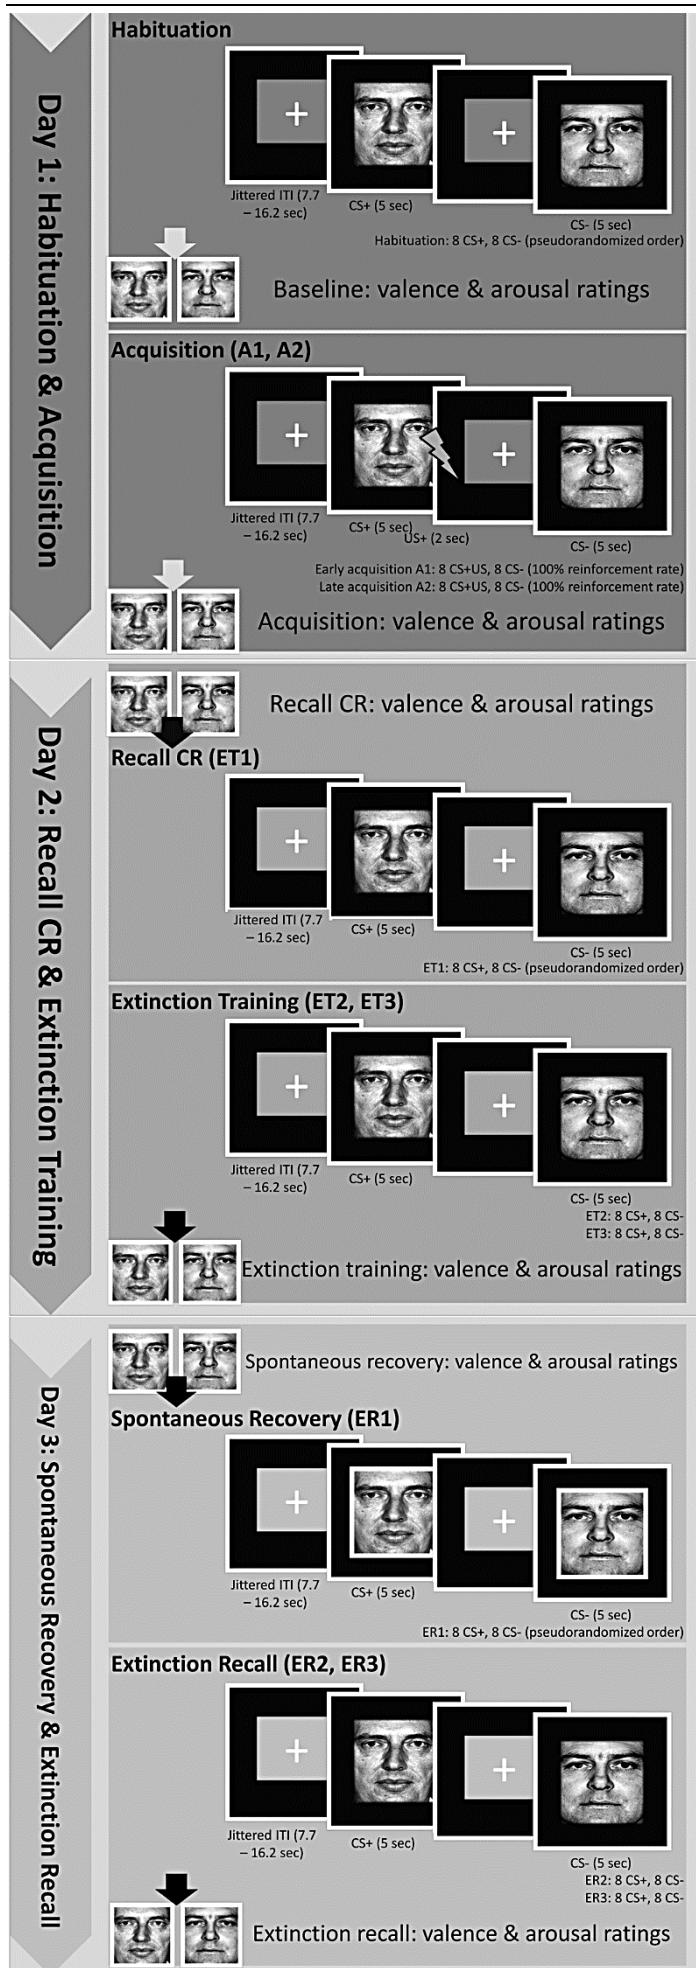 Day 1: Habituation & Acquisition
Habituation
Jittered ITI (7.7
– 16.2 sec)
CS+ (5 sec)
CS- (5 sec)
Habituation: 8 CS+, 8 CS- (pseudorandomized order)
Baseline: valence & arousal ratings
Acquisition (A1, A2)
Jittered ITI (7.7
– 16.2 sec)
CS+ (5 sec)
US+ (2 sec)
CS- (5 sec)
Early acquisition A1: 8 CS+US, 8 CS- (100% reinforcement rate)
Late acquisition A2: 8 CS+US, 8 CS- (100% reinforcement rate)
Acquisition: valence & arousal ratings
Day 2: Recall CR & Extinction Training
Recall CR: valence & arousal ratings
Recall CR (ET1)
Jittered ITI (7.7
– 16.2 sec)
CS+ (5 sec)
CS- (5 sec)
ET1: 8 CS+, 8 CS- (pseudorandomized order)
Extinction Training (ET2, ET3)
Jittered ITI (7.7
– 16.2 sec)
CS+ (5 sec)
CS- (5 sec)
ET2: 8 CS+, 8 CS-
ET3: 8 CS+, 8 CS-
Extinction training: valence & arousal ratings
Day 3: Spontaneous Recovery & Extinction Recall
Spontaneous recovery: valence & arousal ratings
Spontaneous Recovery (ER1)
Jittered ITI (7.7
– 16.2 sec)
CS+ (5 sec)
CS- (5 sec)
ER1: 8 CS+, 8 CS- (pseudorandomized order)
Extinction Recall (ER2, ER3)
Jittered ITI (7.7
– 16.2 sec)
CS+ (5 sec)
CS- (5 sec)
ER2: 8 CS+, 8 CS-
ER3: 8 CS+, 8 CS-
Extinction recall: valence & arousal ratings